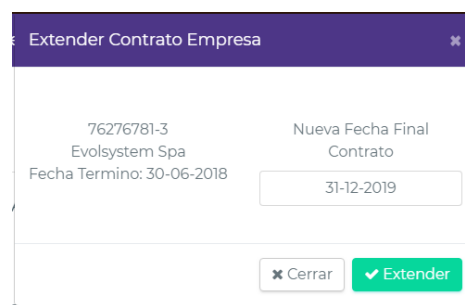 Extender Contrato Empresa
76276781-3
Evolsystem Spa
Fecha Termino: 30-06-2018
Nueva Fecha Final
Contrato
31-12-2019
Cerrar
Extender